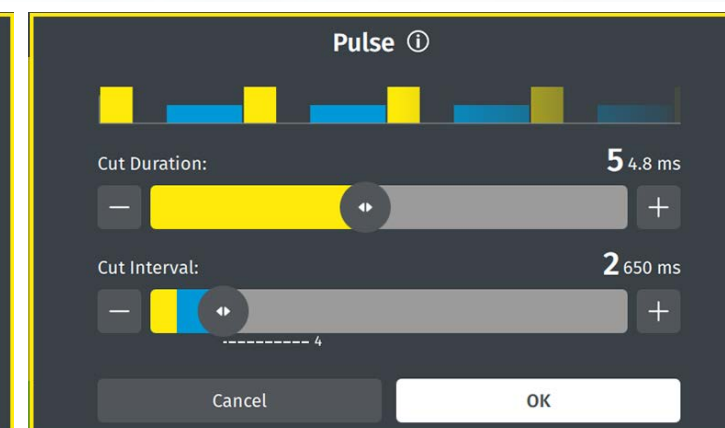 Pulse ⓘ
Cut Duration:
5 4.8 ms
Cut Interval:
2 650 ms
4
Cancel
OK